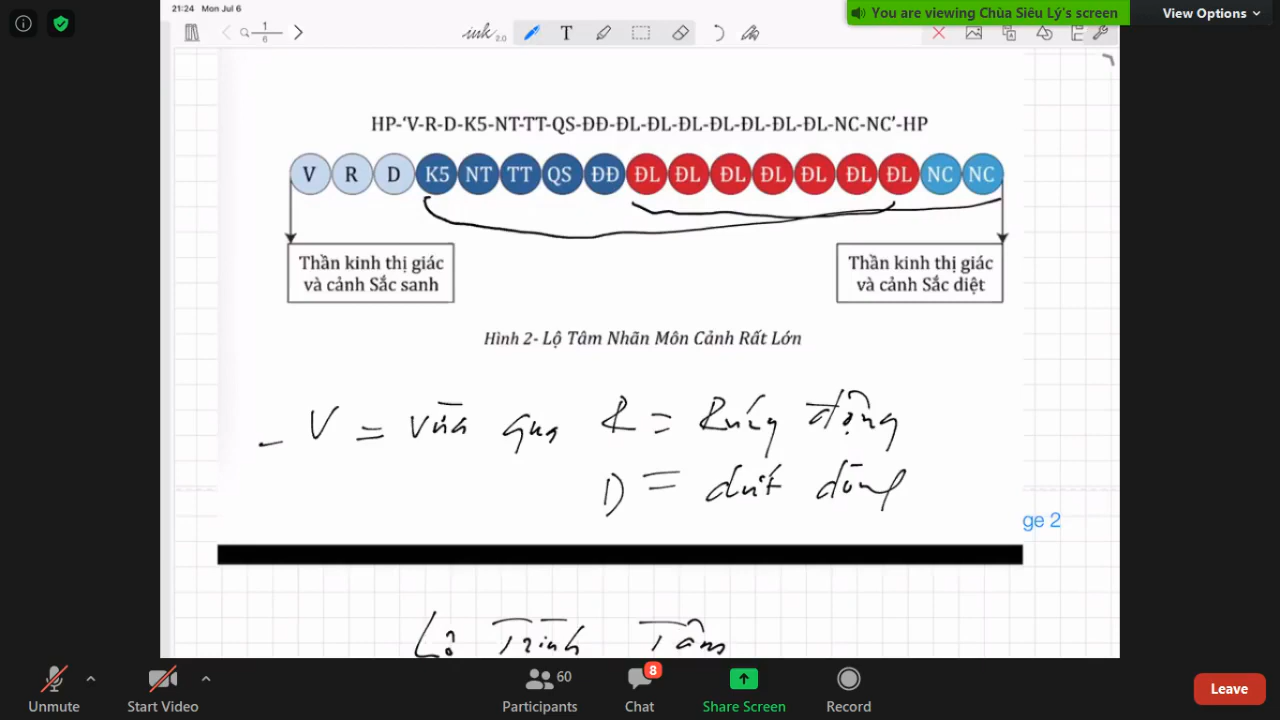 21:24 Mon Jul 6
You are viewing Chùa Siêu Lý's screen
View Options
1
6
ink 2.0
T
HP-'V-R-D-K5-NT-TT-QS-ĐĐ-ĐL-ĐL-ĐL-ĐL-ĐL-ĐL-ĐL-NC-NC'-HP
V R D K5 NT TT QS ĐĐ ĐL ĐL ĐL ĐL ĐL ĐL ĐL NC NC
Thần kinh thị giác
và cảnh Sắc sanh
Thần kinh thị giác
và cảnh Sắc diệt
Hình 2- Lộ Tâm Nhãn Môn Cảnh Rất Lớn
- V = vừa qua R = Rúng động
D = dứt dòng
ge 2
Lộ Trình Tâm
Unmute
Start Video
60
Participants
8
Chat
Share Screen
Record
Leave